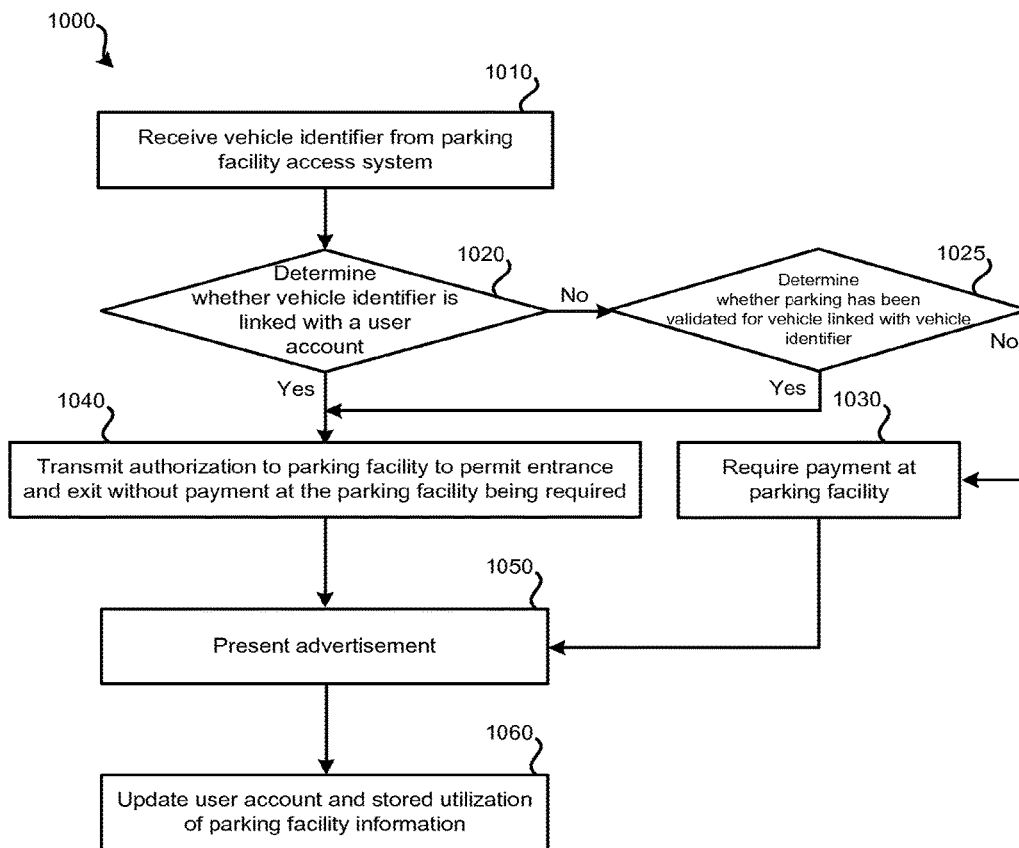 1000
1010
Receive vehicle identifier from parking
facility access system
1020
Determine
whether vehicle identifier is
linked with a user
account
No
1025
Determine
whether parking has been
validated for vehicle linked with vehicle
identifier
No
Yes
Yes
1040
Transmit authorization to parking facility to permit entrance
and exit without payment at the parking facility being required
1030
Require payment at
parking facility
1050
Present advertisement
1060
Update user account and stored utilization
of parking facility information